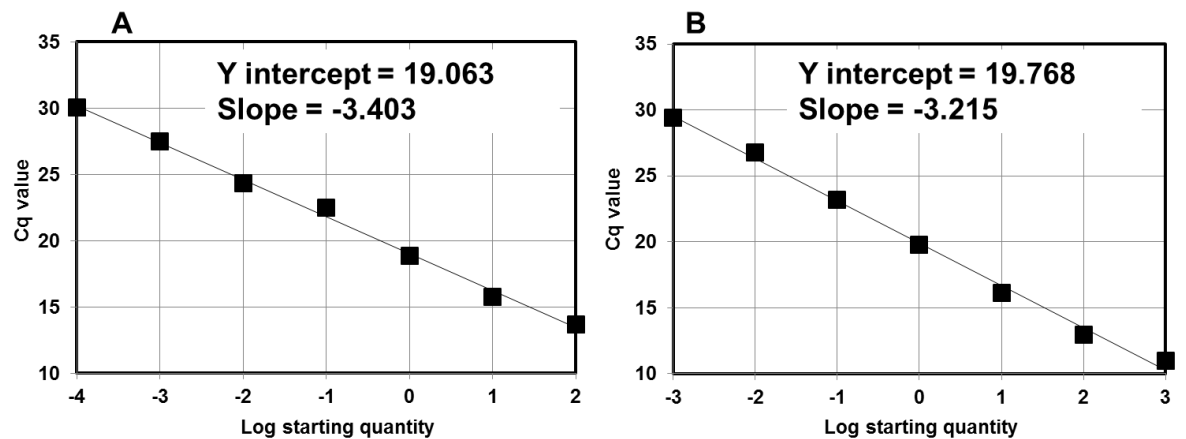 A
Y intercept = 19.063
Slope = -3.403
35
30
25
20
15
10
Cq value
-4 -3 -2 -1 0 1 2
Log starting quantity
B
Y intercept = 19.768
Slope = -3.215
35
30
25
20
15
10
Cq value
-3 -2 -1 0 1 2 3
Log starting quantity